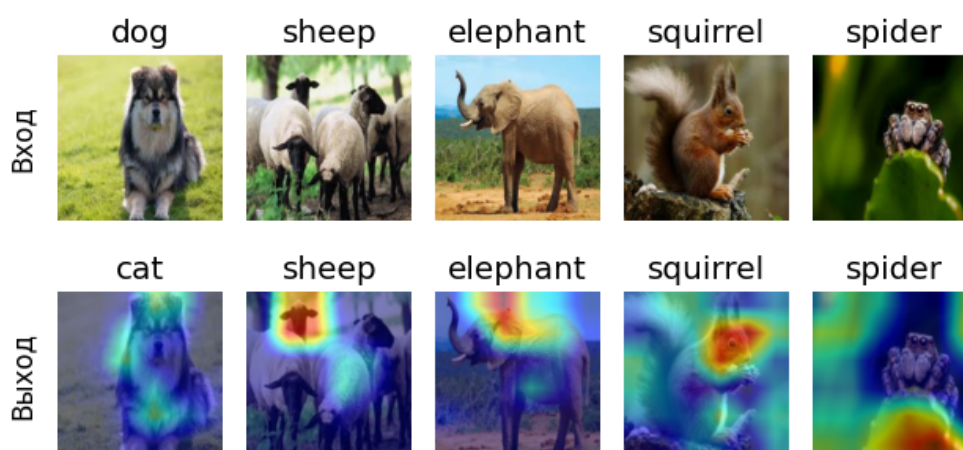 dog sheep elephant squirrel spider
Вход
cat sheep elephant squirrel spider
Выход